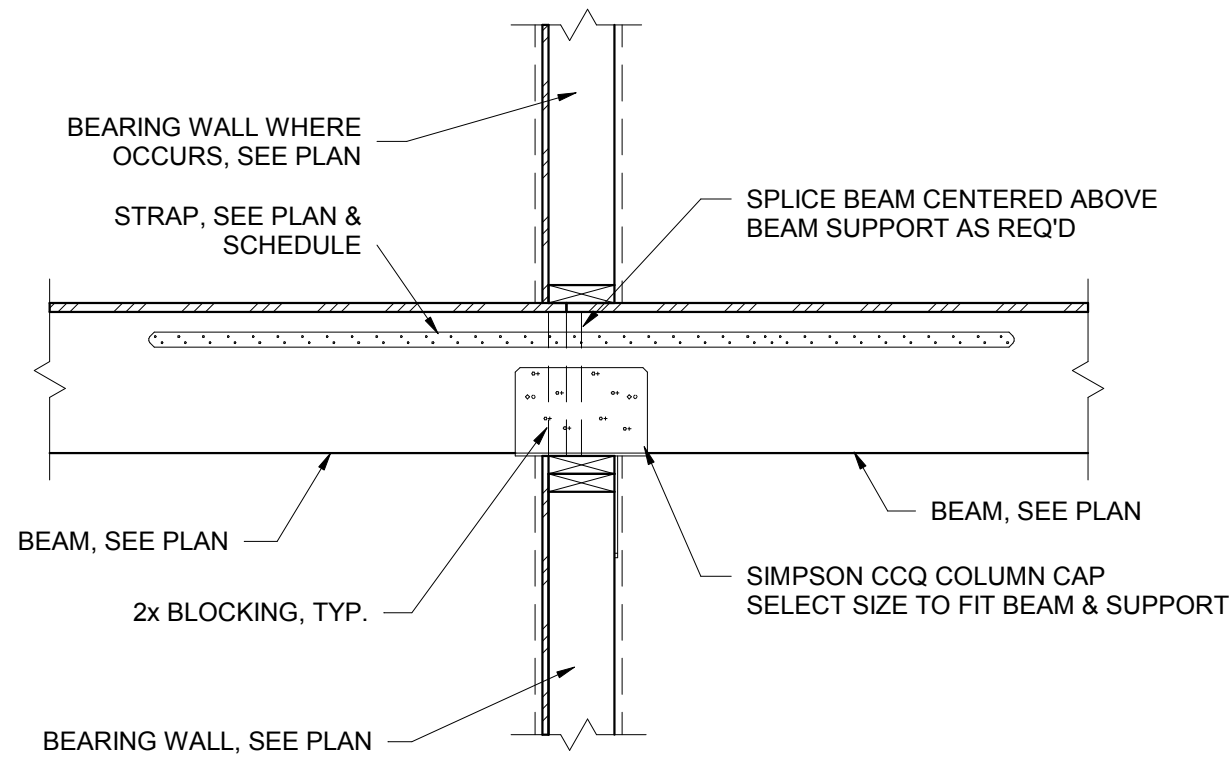 BEARING WALL WHERE
OCCURS, SEE PLAN
STRAP, SEE PLAN &
SCHEDULE
SPLICE BEAM CENTERED ABOVE
BEAM SUPPORT AS REQ'D
BEAM, SEE PLAN
BEAM, SEE PLAN
2x BLOCKING, TYP.
SIMPSON CCQ COLUMN CAP
SELECT SIZE TO FIT BEAM & SUPPORT
BEARING WALL, SEE PLAN